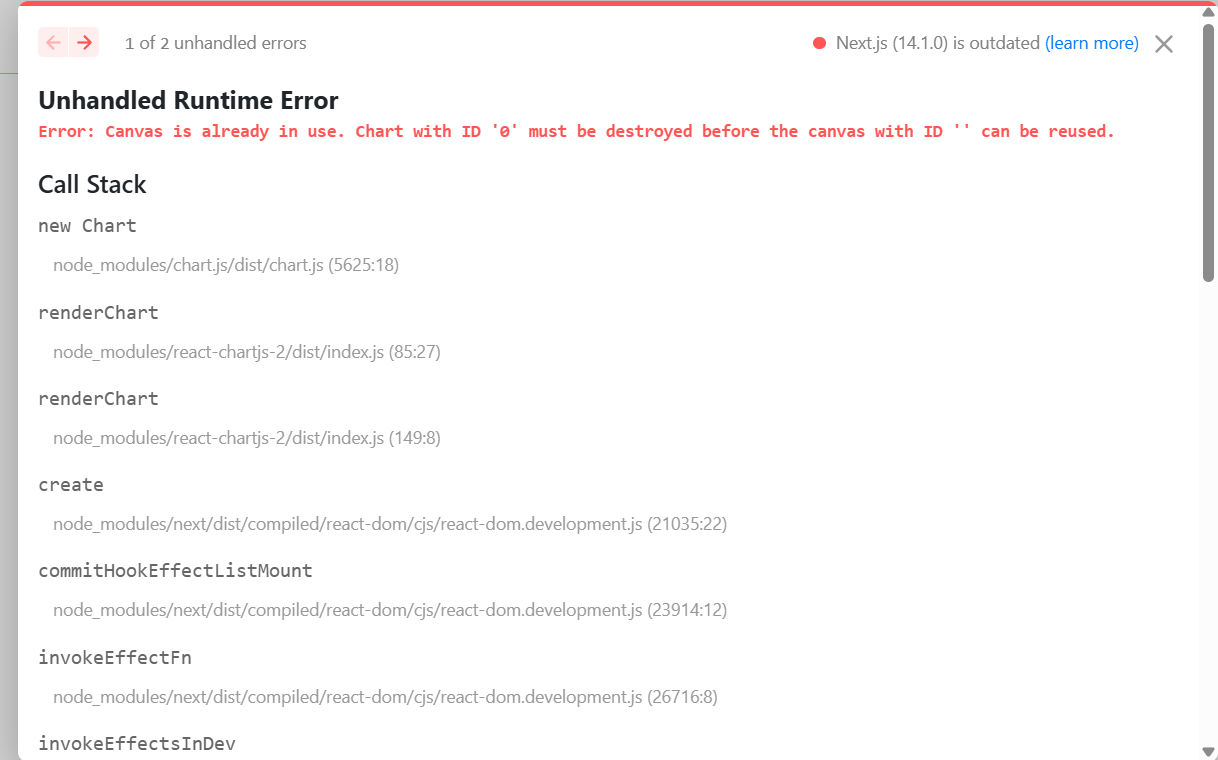 1 of 2 unhandled errors
Next.js (14.1.0) is outdated (learn more)
Unhandled Runtime Error
Error: Canvas is already in use. Chart with ID '0' must be destroyed before the canvas with ID '' can be reused.
Call Stack
new Chart
node_modules/chart.js/dist/chart.js (5625:18)
renderChart
node_modules/react-chartjs-2/dist/index.js (85:27)
renderChart
node_modules/react-chartjs-2/dist/index.js (149:8)
create
node_modules/next/dist/compiled/react-dom/cjs/react-dom.development.js (21035:22)
commitHookEffectListMount
node_modules/next/dist/compiled/react-dom/cjs/react-dom.development.js (23914:12)
invokeEffectFn
node_modules/next/dist/compiled/react-dom/cjs/react-dom.development.js (26716:8)
invokeEffectsInDev